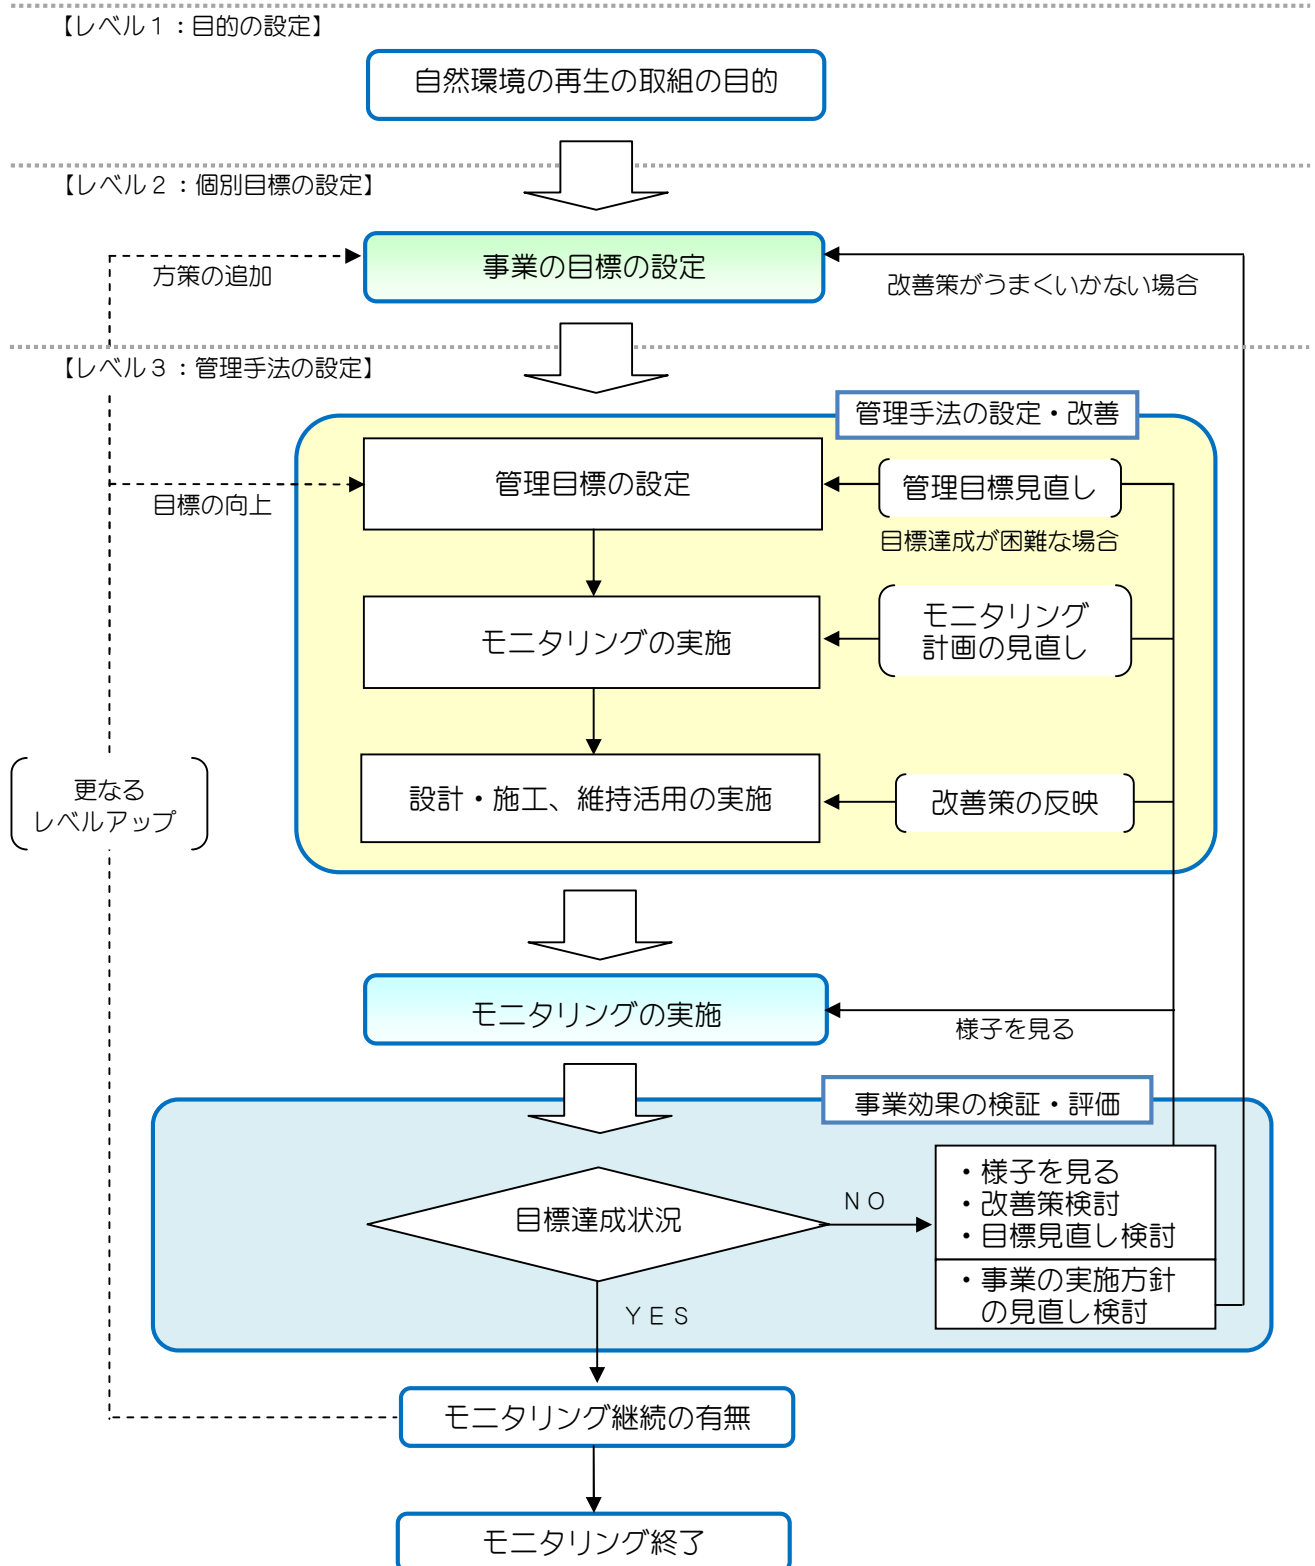 【レベル１：目的の設定】
自然環境の再生の取組の目的
【レベル２：個別目標の設定】
事業の目標の設定
方策の追加
改善策がうまくいかない場合
【レベル３：管理手法の設定】
管理手法の設定・改善
管理目標の設定
管理目標見直し
目標の向上
目標達成が困難な場合
モニタリングの実施
モニタリング
計画の見直し
設計・施工、維持活用の実施
改善策の反映
更なる
レベルアップ
モニタリングの実施
様子を見る
事業効果の検証・評価
目標達成状況
ＮＯ
・様子を見る
・改善策検討
・目標見直し検討
・事業の実施方針
の見直し検討
ＹＥＳ
モニタリング継続の有無
モニタリング終了